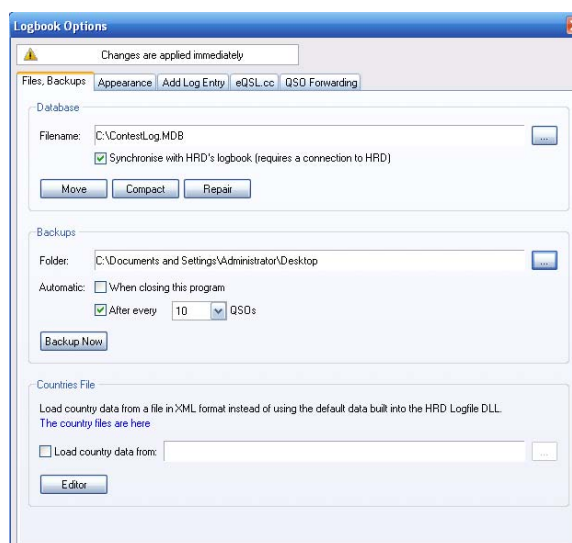 Logbook Options
Changes are applied immediately
Files, Backups Appearance Add Log Entry eQSL.cc QSO Forwarding
Database
Filename: C:\ContestLog.MDB ...
Synchronise with HRD's logbook (requires a connection to HRD)
Move Compact Repair
Backups
Folder: C:\Documents and Settings\Administrator\Desktop ...
Automatic: When closing this program
After every 10 QSOs
Backup Now
Countries File
Load country data from a file in XML format instead of using the default data built into the HRD Logfile DLL.
The country files are here
Load country data from: ...
Editor